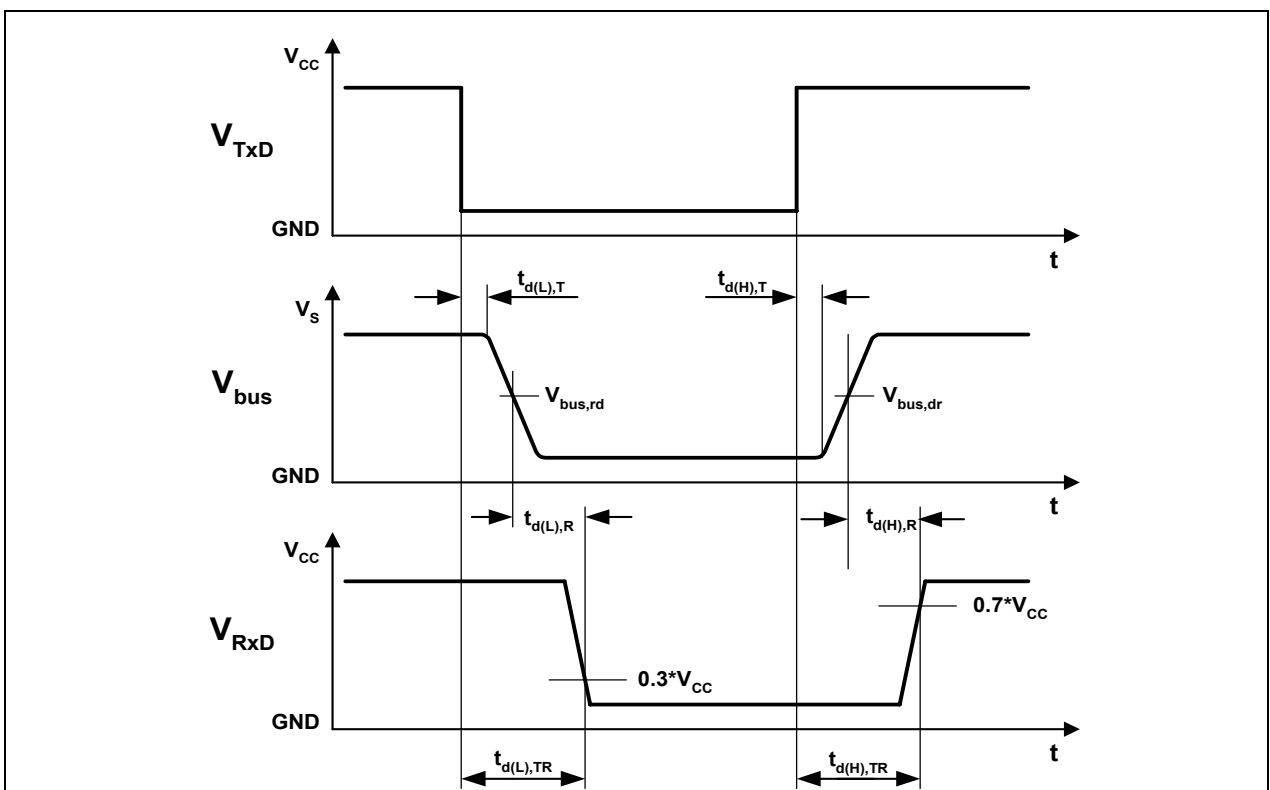 V_CC
V_TxD
GND
t
t_d(L),T
t_d(H),T
V_S
V_bus
V_bus,rd
V_bus,dr
GND
t
t_d(L),R
t_d(H),R
V_CC
V_RxD
0.7*V_CC
0.3*V_CC
GND
t
t_d(L),TR
t_d(H),TR